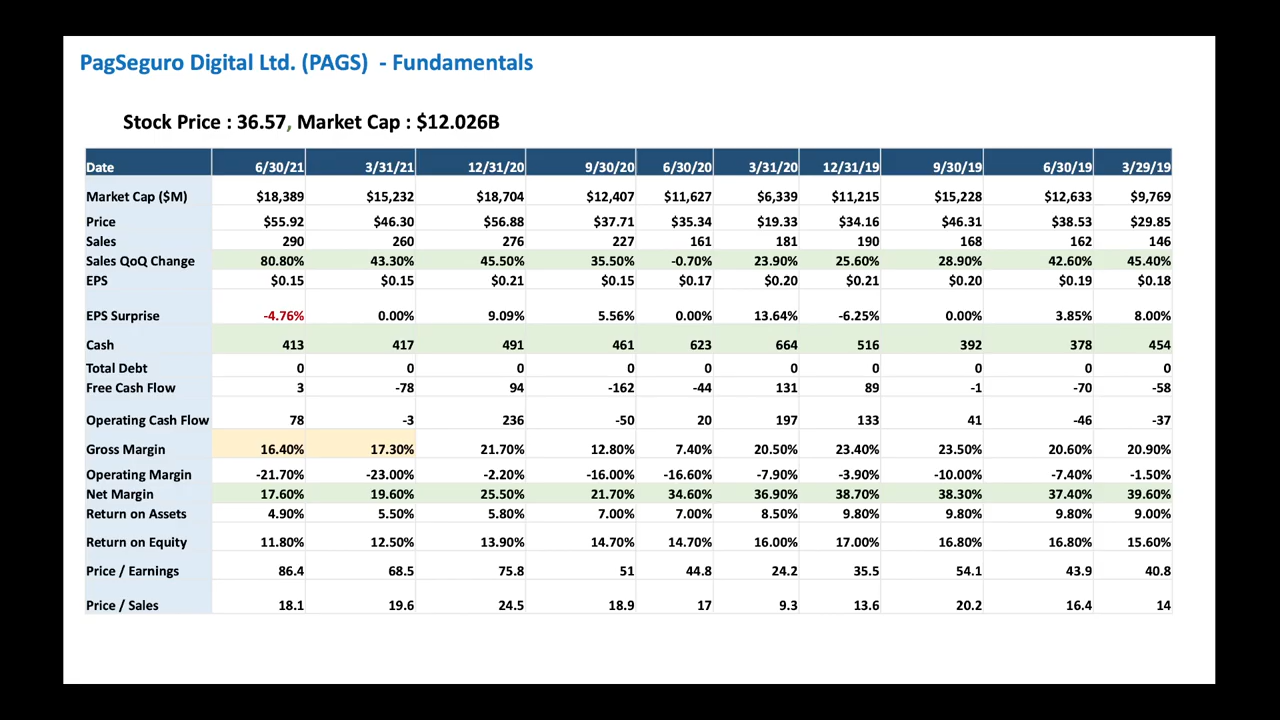 PagSeguro Digital Ltd. (PAGS)  - Fundamentals
Stock Price : 36.57, Market Cap : $12.026B
Date 6/30/21 3/31/21 12/31/20 9/30/20 6/30/20 3/31/20 12/31/19 9/30/19 6/30/19 3/29/19
Market Cap ($M) $18,389 $15,232 $18,704 $12,407 $11,627 $6,339 $11,215 $15,228 $12,633 $9,769
Price $55.92 $46.30 $56.88 $37.71 $35.34 $19.33 $34.16 $46.31 $38.53 $29.85
Sales 290 260 276 227 161 181 190 168 162 146
Sales QoQ Change 80.80% 43.30% 45.50% 35.50% -0.70% 23.90% 25.60% 28.90% 42.60% 45.40%
EPS $0.15 $0.15 $0.21 $0.15 $0.17 $0.20 $0.21 $0.20 $0.19 $0.18
EPS Surprise -4.76% 0.00% 9.09% 5.56% 0.00% 13.64% -6.25% 0.00% 3.85% 8.00%
Cash 413 417 491 461 623 664 516 392 378 454
Total Debt 0 0 0 0 0 0 0 0 0 0
Free Cash Flow 3 -78 94 -162 -44 131 89 -1 -70 -58
Operating Cash Flow 78 -3 236 -50 20 197 133 41 -46 -37
Gross Margin 16.40% 17.30% 21.70% 12.80% 7.40% 20.50% 23.40% 23.50% 20.60% 20.90%
Operating Margin -21.70% -23.00% -2.20% -16.00% -16.60% -7.90% -3.90% -10.00% -7.40% -1.50%
Net Margin 17.60% 19.60% 25.50% 21.70% 34.60% 36.90% 38.70% 38.30% 37.40% 39.60%
Return on Assets 4.90% 5.50% 5.80% 7.00% 7.00% 8.50% 9.80% 9.80% 9.80% 9.00%
Return on Equity 11.80% 12.50% 13.90% 14.70% 14.70% 16.00% 17.00% 16.80% 16.80% 15.60%
Price / Earnings 86.4 68.5 75.8 51 44.8 24.2 35.5 54.1 43.9 40.8
Price / Sales 18.1 19.6 24.5 18.9 17 9.3 13.6 20.2 16.4 14